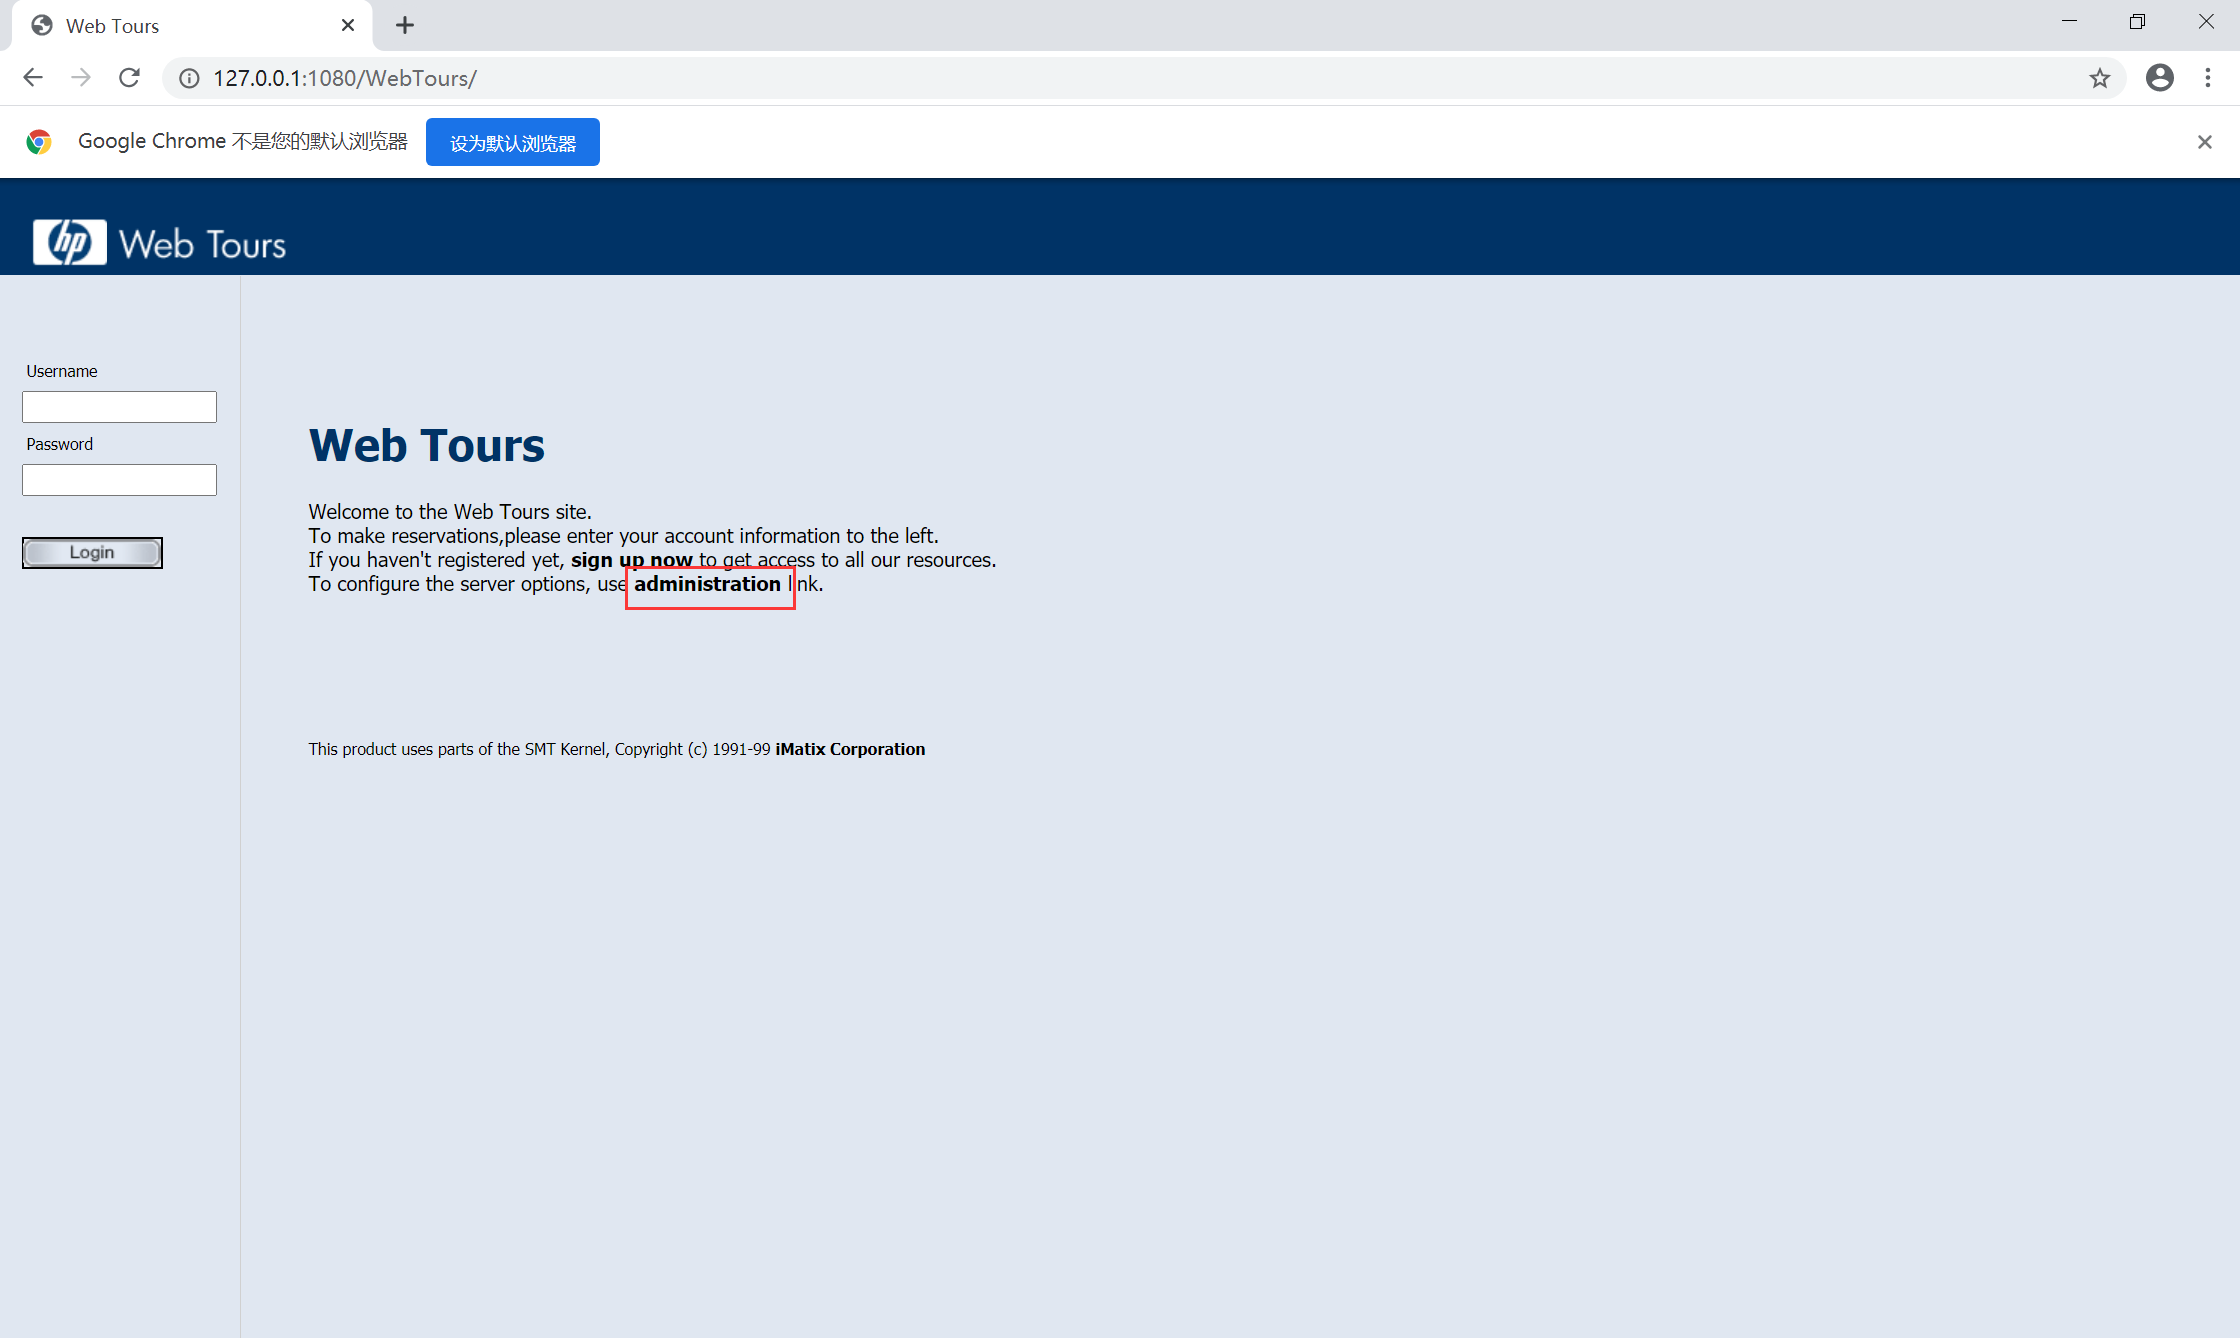 Web Tours
127.0.0.1:1080/WebTours/
Google Chrome 不是您的默认浏览器
设为默认浏览器
hp Web Tours
Username
Password
Login
Web Tours
Welcome to the Web Tours site.
To make reservations,please enter your account information to the left.
If you haven't registered yet, sign up now to get access to all our resources.
To configure the server options, use administration link.
This product uses parts of the SMT Kernel, Copyright (c) 1991-99 iMatix Corporation